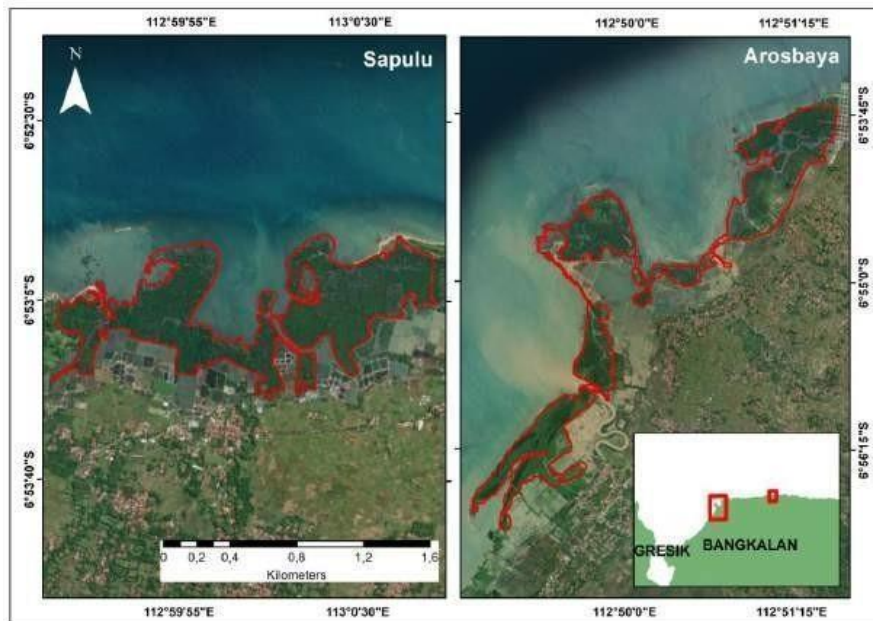 112°59'55"E
113°0'30"E
112°50'0"E
112°51'15"E
Sapulu
Arosbaya
N
6°52'30"S
6°53'5"S
6°53'40"S
6°53'45"S
6°55'0"S
6°56'15"S
GRESIK
BANGKALAN
0 0,2 0,4 0,8 1,2 1,6
Kilometers
112°59'55"E
113°0'30"E
112°50'0"E
112°51'15"E